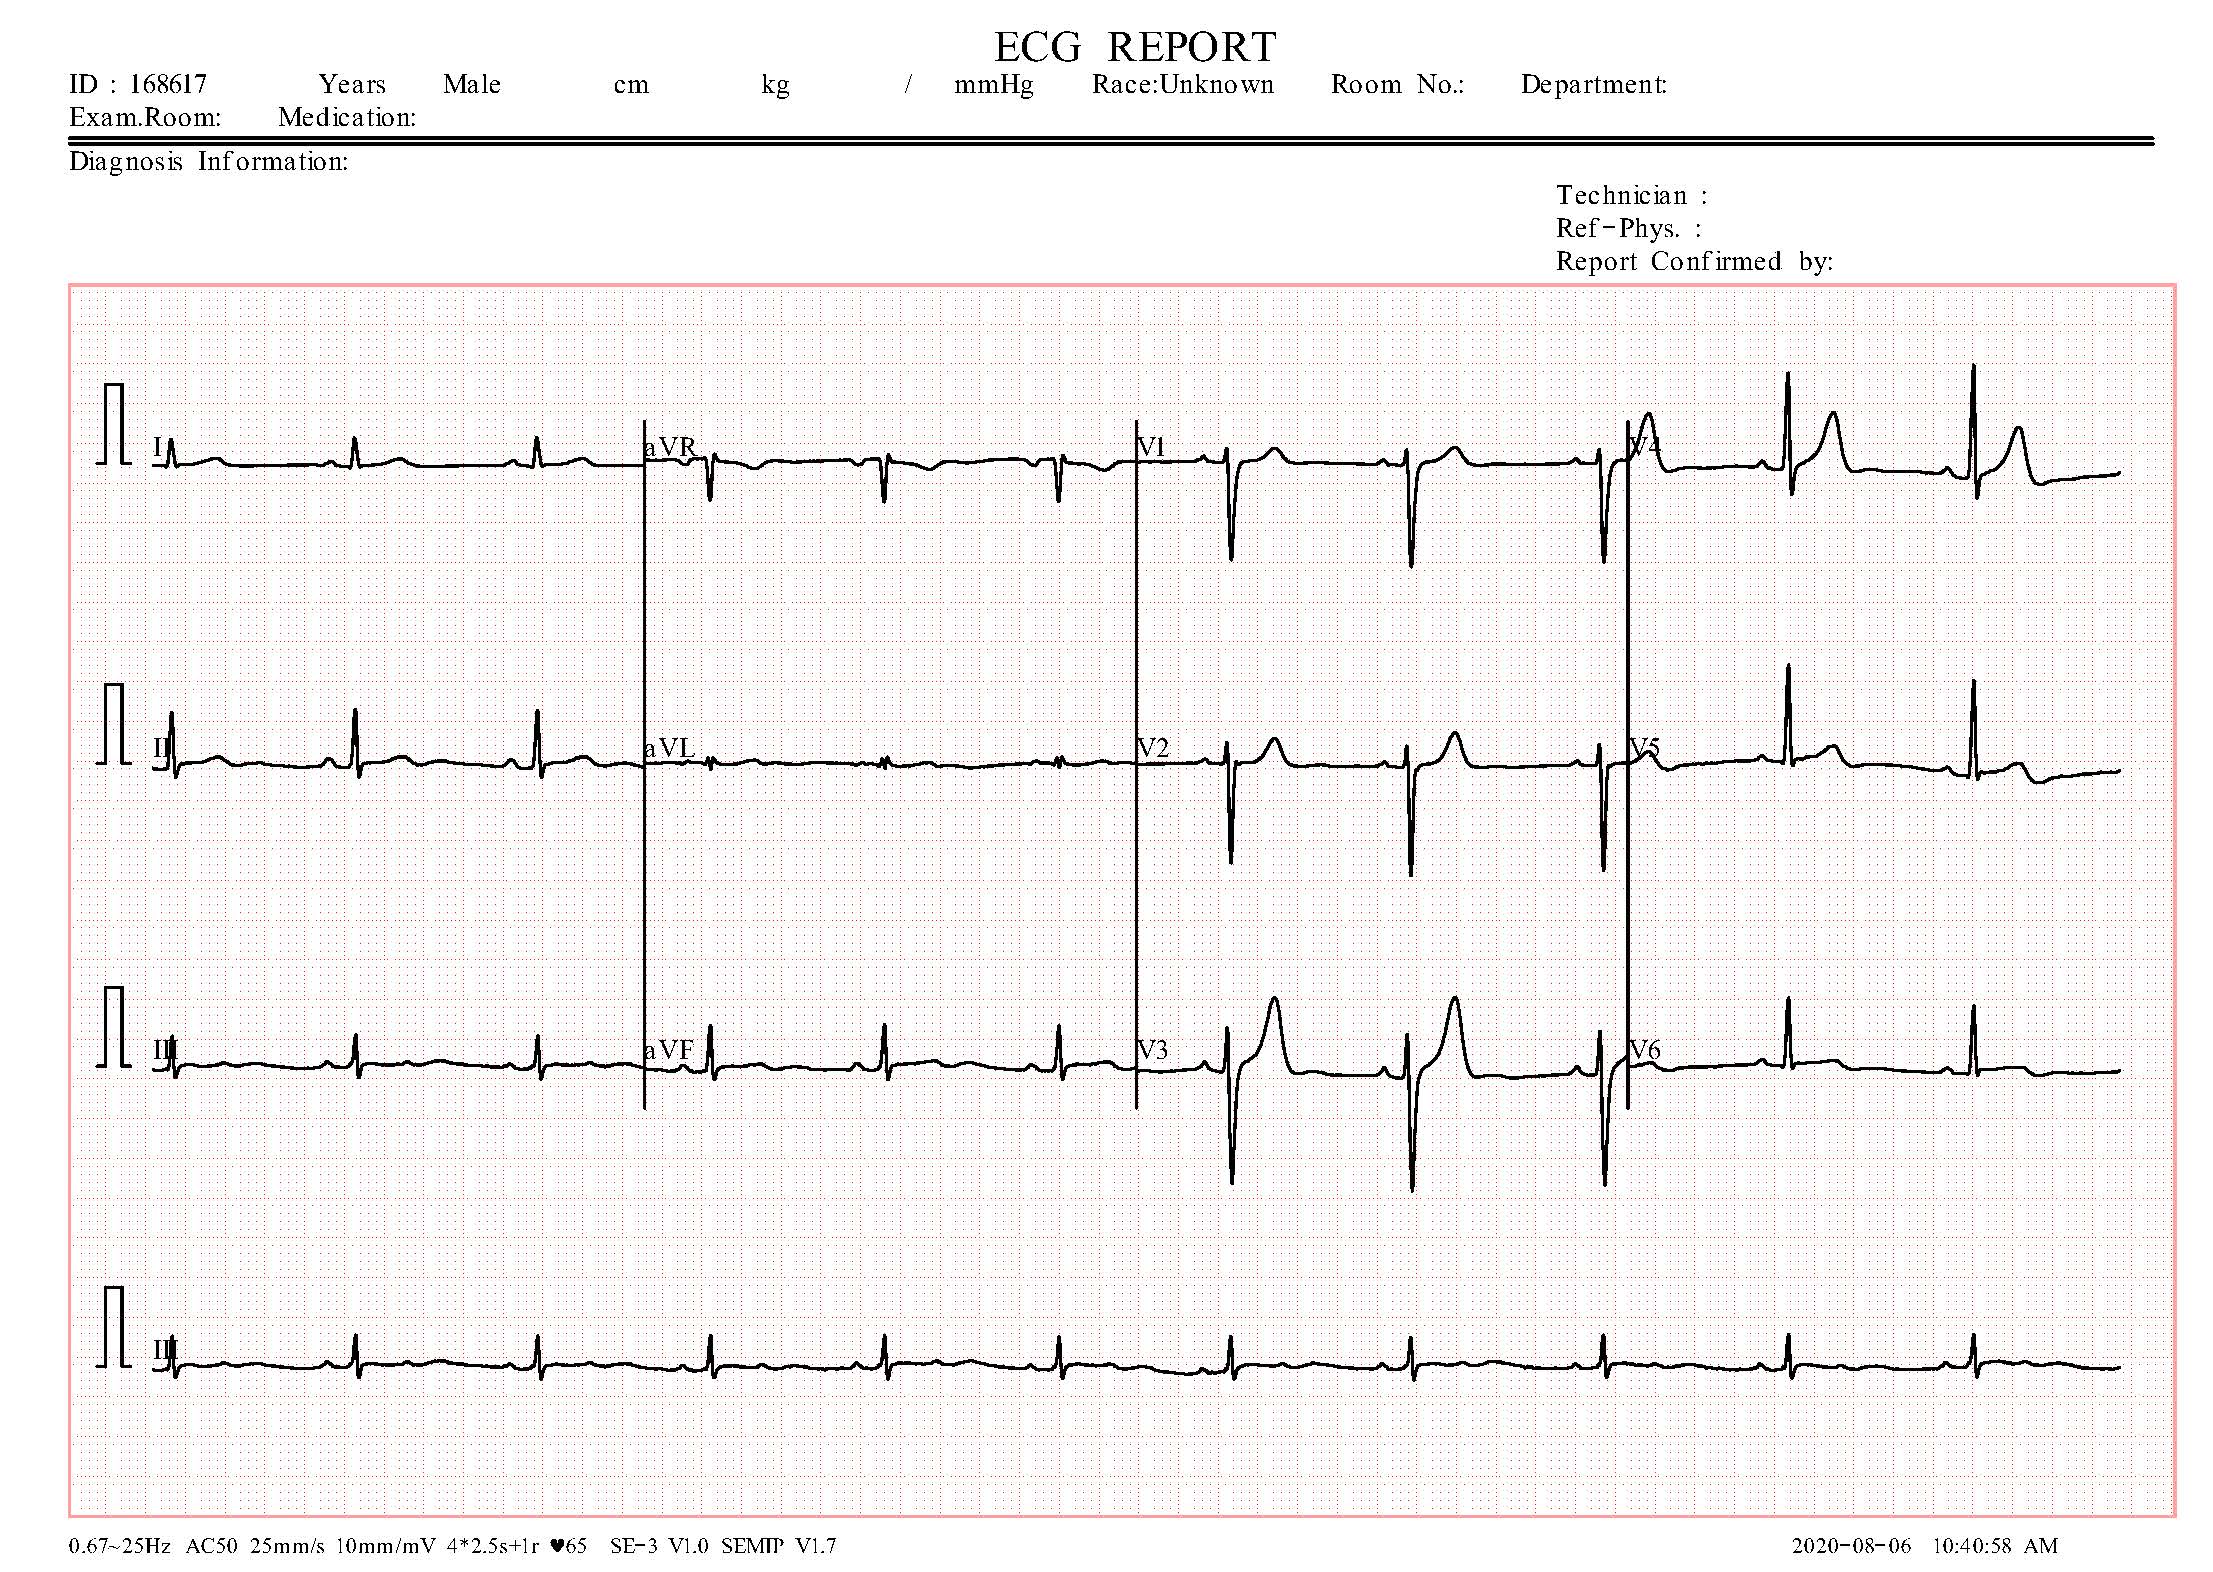 ECG REPORT
ID : 168617 Years Male cm kg / mmHg Race:Unknown Room No.: Department:
Exam.Room: Medication:
Diagnosis Information:
Technician :
Ref-Phys. :
Report Confirmed by:
I aVR V1 V4
II aVL V2 V5
III aVF V3 V6
III
0.67~25Hz AC50 25mm/s 10mm/mV 4*2.5s+1r ♥65 SE-3 V1.0 SEMIP V1.7 2020-08-06 10:40:58 AM